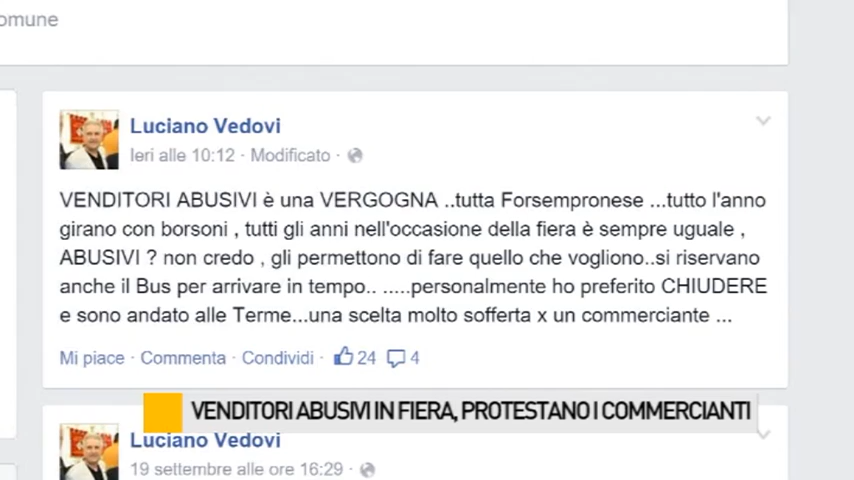 omune
Luciano Vedovi
Ieri alle 10:12 · Modificato ·
VENDITORI ABUSIVI è una VERGOGNA ..tutta Forsempronese ...tutto l'anno
girano con borsoni , tutti gli anni nell'occasione della fiera è sempre uguale ,
ABUSIVI ? non credo , gli permettono di fare quello che vogliono..si riservano
anche il Bus per arrivare in tempo.. .....personalmente ho preferito CHIUDERE
e sono andato alle Terme...una scelta molto sofferta x un commerciante ...
Mi piace · Commenta · Condividi · 24 4
VENDITORI ABUSIVI IN FIERA, PROTESTANO I COMMERCIANTI
Luciano Vedovi
19 settembre alle ore 16:29 ·